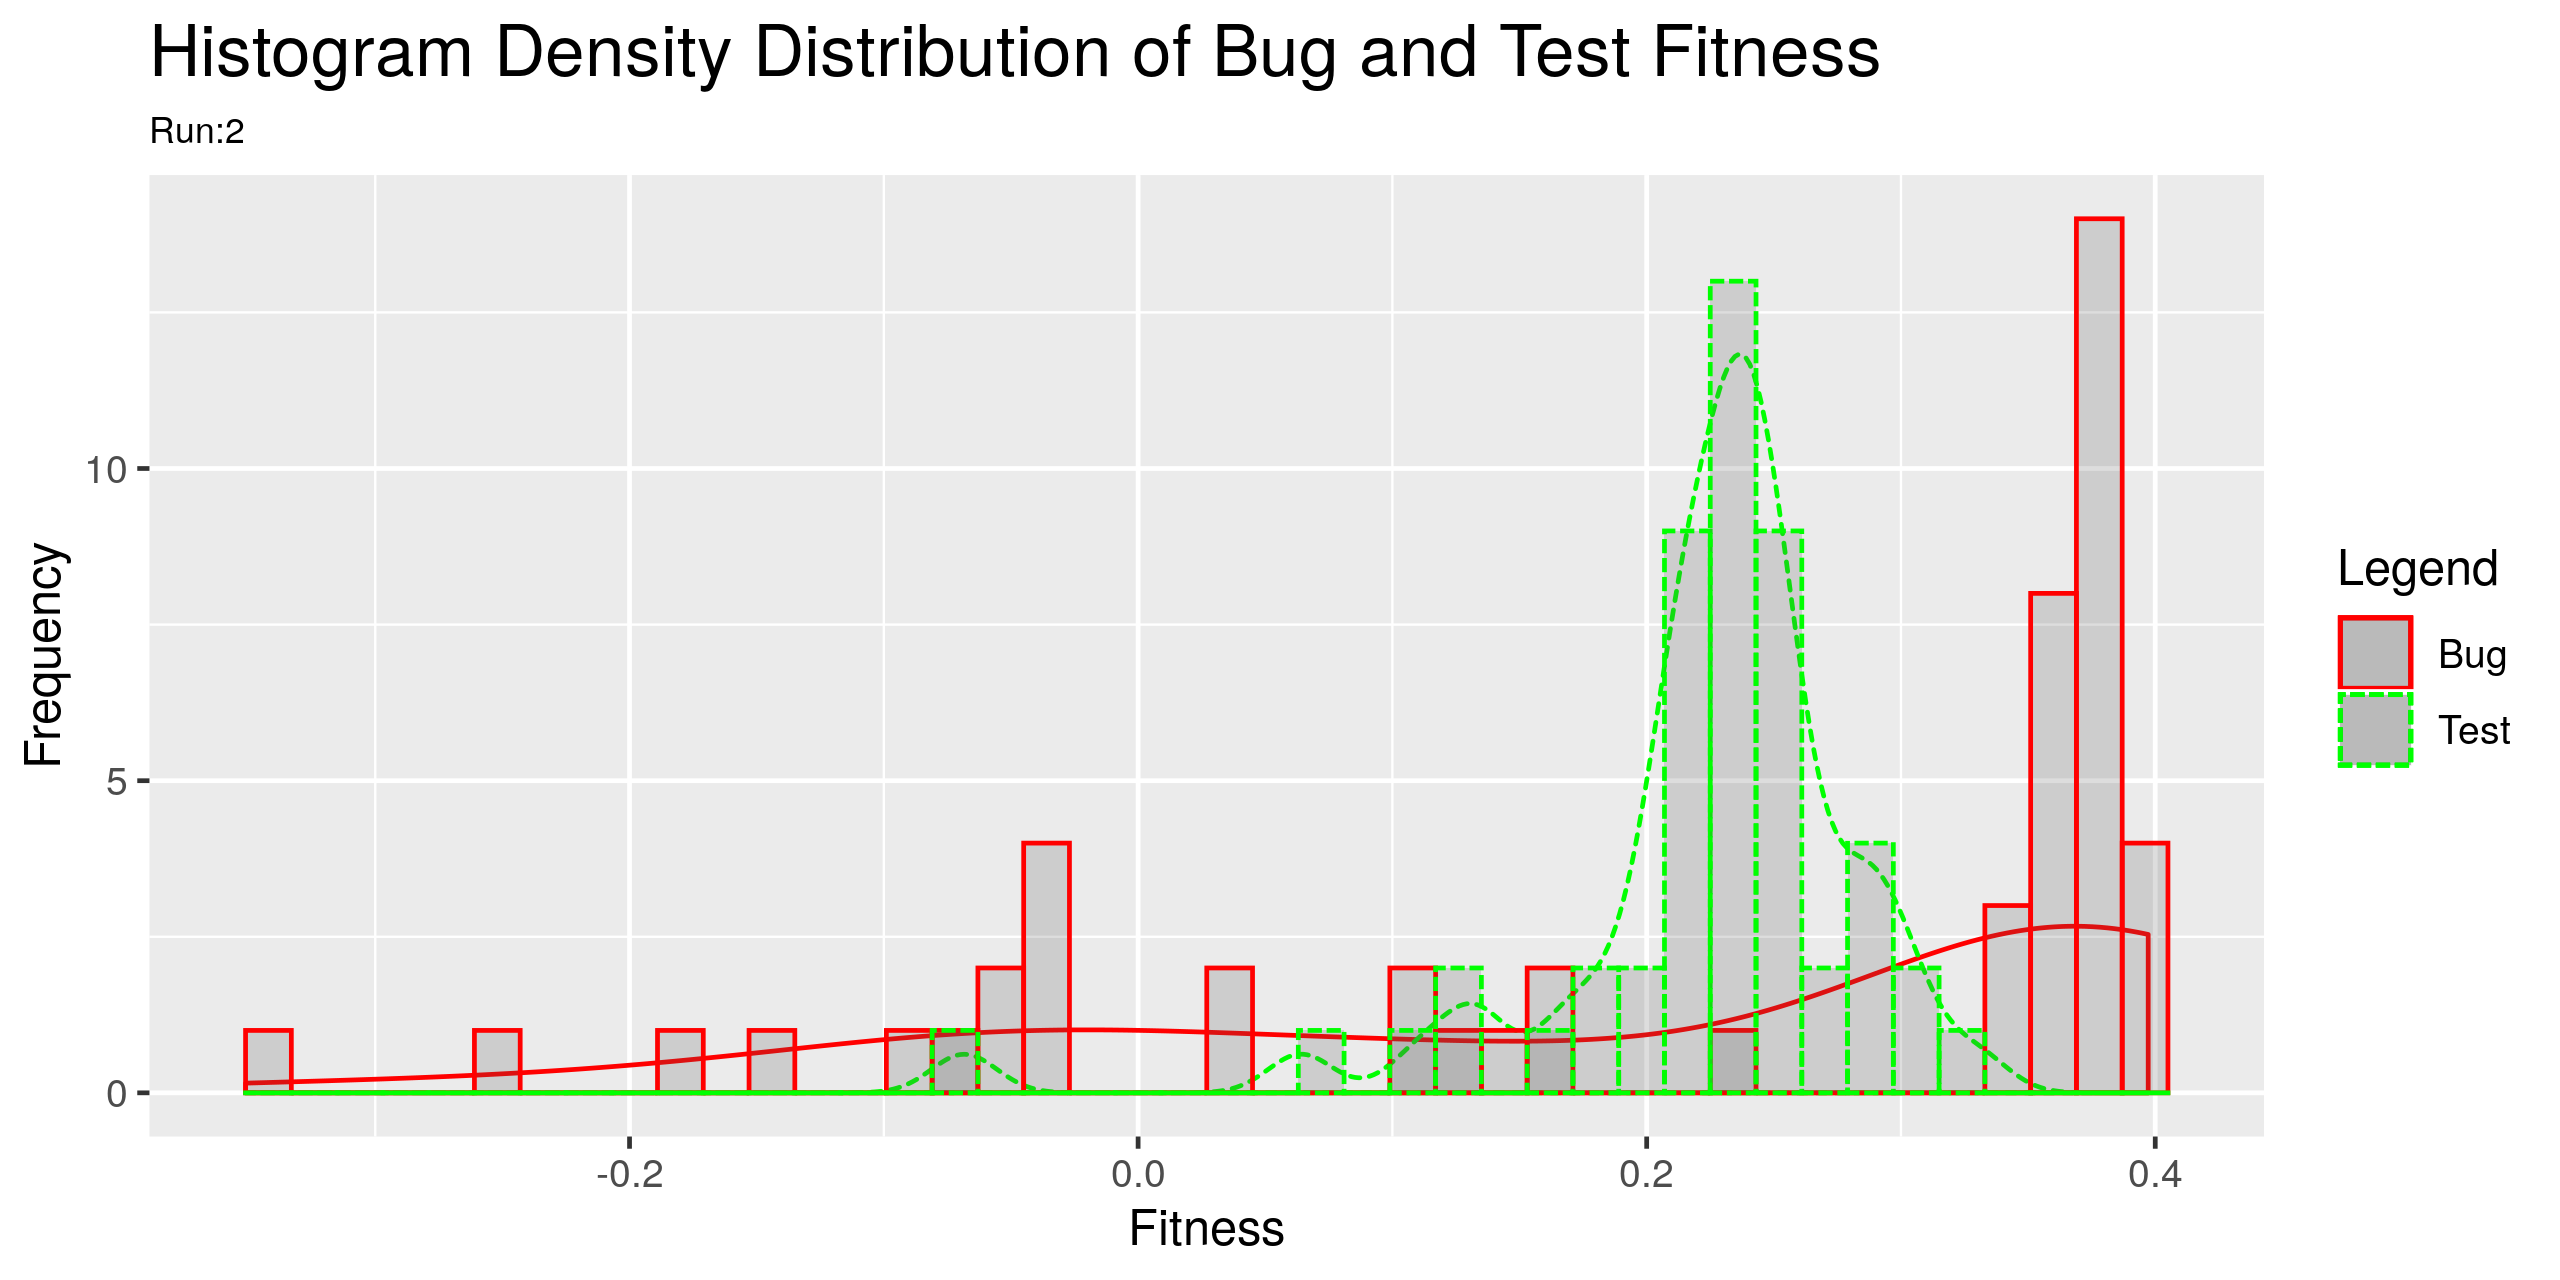 Histogram Density Distribution of Bug and Test Fitness
Run:2
Frequency
10
5
0
-0.2 0.0 0.2 0.4
Fitness
Legend
Bug
Test